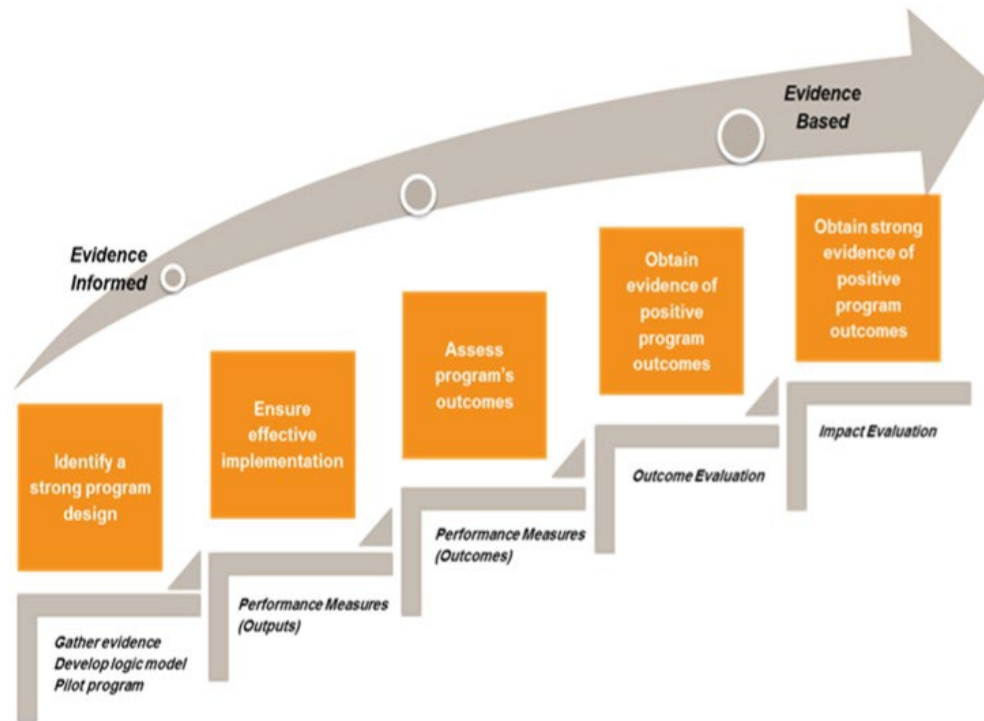 Evidence
Based
Evidence
Informed
Identify a
strong program
design
Ensure
effective
implementation
Assess
program's
outcomes
Obtain
evidence of
positive
program
outcomes
Obtain strong
evidence of
positive
program
outcomes
Gather evidence
Develop logic model
Pilot program
Performance Measures
(Outputs)
Performance Measures
(Outcomes)
Outcome Evaluation
Impact Evaluation